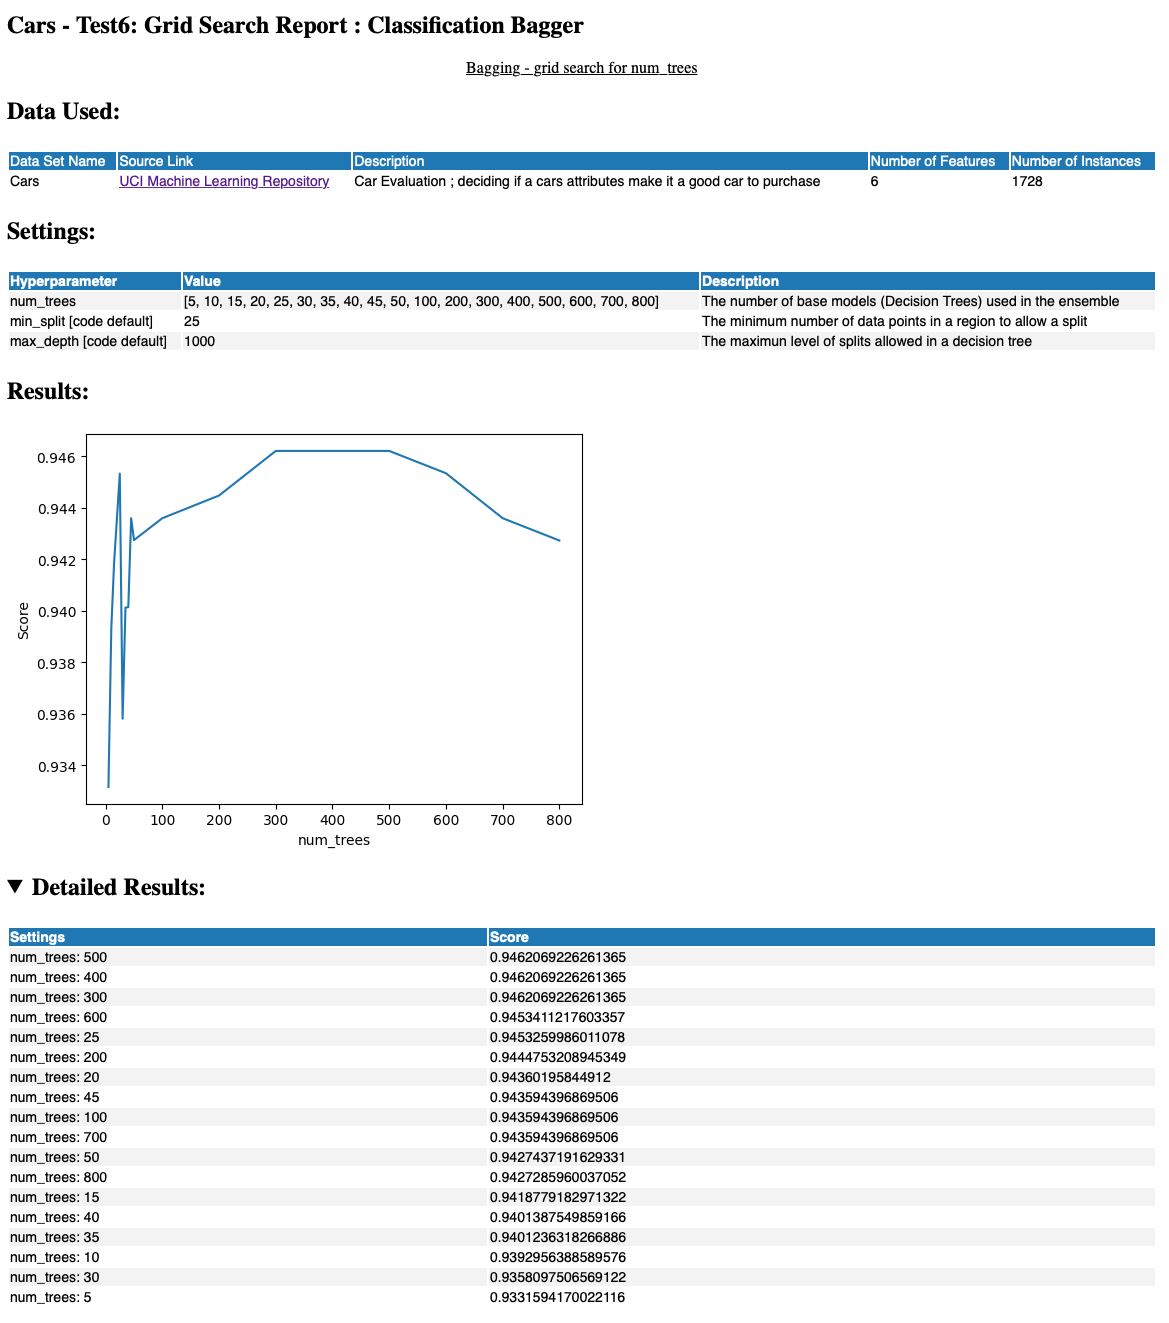 Cars - Test6: Grid Search Report : Classification Bagger
Bagging - grid search for num_trees
Data Used:
Data Set Name Source Link Description Number of Features Number of Instances
Cars UCI Machine Learning Repository Car Evaluation ; deciding if a cars attributes make it a good car to purchase 6 1728
Settings:
Hyperparameter Value Description
num_trees [5, 10, 15, 20, 25, 30, 35, 40, 45, 50, 100, 200, 300, 400, 500, 600, 700, 800] The number of base models (Decision Trees) used in the ensemble
min_split [code default] 25 The minimum number of data points in a region to allow a split
max_depth [code default] 1000 The maximun level of splits allowed in a decision tree
Results:
0.946
0.944
0.942
0.940
0.938
0.936
0.934
Score
0 100 200 300 400 500 600 700 800
num_trees
▼ Detailed Results:
Settings Score
num_trees: 500 0.9462069226261365
num_trees: 400 0.9462069226261365
num_trees: 300 0.9462069226261365
num_trees: 600 0.9453411217603357
num_trees: 25 0.9453259986011078
num_trees: 200 0.9444753208945349
num_trees: 20 0.94360195844912
num_trees: 45 0.943594396869506
num_trees: 100 0.943594396869506
num_trees: 700 0.943594396869506
num_trees: 50 0.9427437191629331
num_trees: 800 0.9427285960037052
num_trees: 15 0.9418779182971322
num_trees: 40 0.9401387549859166
num_trees: 35 0.9401236318266886
num_trees: 10 0.9392956388589576
num_trees: 30 0.9358097506569122
num_trees: 5 0.9331594170022116